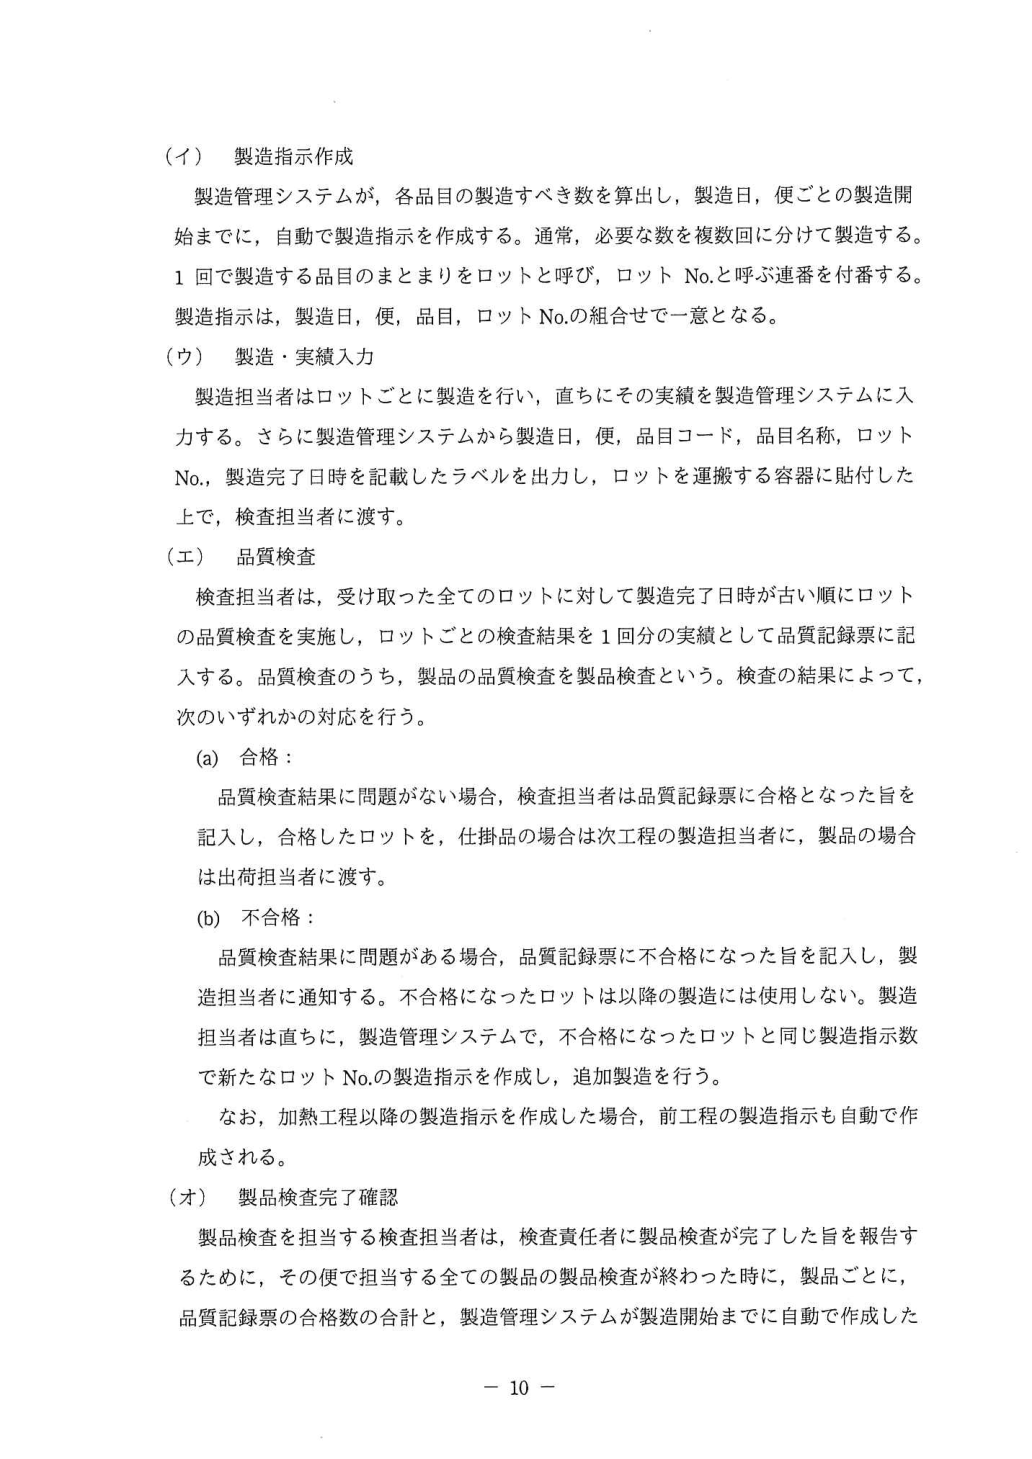 (イ)　製造指示作成
製造管理システムが，各品目の製造すべき数を算出し，製造日，便ごとの製造開
始までに，自動で製造指示を作成する。通常，必要な数を複数回に分けて製造する。
1 回で製造する品目のまとまりをロットと呼び，ロット No.と呼ぶ連番を付番する。
製造指示は，製造日，便，品目，ロット No.の組合せで一意となる。
(ウ)　製造・実績入力
製造担当者はロットごとに製造を行い，直ちにその実績を製造管理システムに入
力する。さらに製造管理システムから製造日，便，品目コード，品目名称，ロット
No.，製造完了日時を記載したラベルを出力し，ロットを運搬する容器に貼付した
上で，検査担当者に渡す。
(エ)　品質検査
検査担当者は，受け取った全てのロットに対して製造完了日時が古い順にロット
の品質検査を実施し，ロットごとの検査結果を 1 回分の実績として品質記録票に記
入する。品質検査のうち，製品の品質検査を製品検査という。検査の結果によって，
次のいずれかの対応を行う。
(a)　合格：
品質検査結果に問題がない場合，検査担当者は品質記録票に合格となった旨を
記入し，合格したロットを，仕掛品の場合は次工程の製造担当者に，製品の場合
は出荷担当者に渡す。
(b)　不合格：
品質検査結果に問題がある場合，品質記録票に不合格になった旨を記入し，製
造担当者に通知する。不合格になったロットは以降の製造には使用しない。製造
担当者は直ちに，製造管理システムで，不合格になったロットと同じ製造指示数
で新たなロット No.の製造指示を作成し，追加製造を行う。
なお，加熱工程以降の製造指示を作成した場合，前工程の製造指示も自動で作
成される。
(オ)　製品検査完了確認
製品検査を担当する検査担当者は，検査責任者に製品検査が完了した旨を報告す
るために，その便で担当する全ての製品の製品検査が終わった時に，製品ごとに，
品質記録票の合格数の合計と，製造管理システムが製造開始までに自動で作成した
－ 10 －